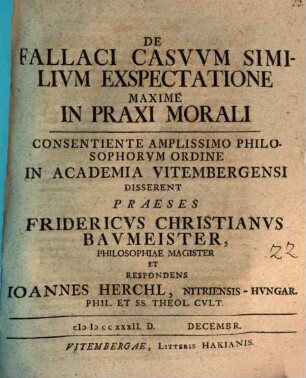 DE
FALLACI CASVVM SIMI-
LIVM EXSPECTATIONE
MAXIME
IN PRAXI MORALI
CONSENTIENTE AMPLISSIMO PHILO-
SOPHORVM ORDINE
IN ACADEMIA VITEMBERGENSI
DISSERENT
PRAESES
FRIDERICVS CHRISTIANVS
BAVMEISTER,
PHILOSOPHIAE MAGISTER
22
ET
RESPONDENS
IOANNES HERCHL, NITRIENSIS-HVNGAR.
PHIL. ET SS. THEOL. CVLT.
cIɔ Iɔ cc xxxII. D. DECEMBR.
VITEMBERGAE, LITTERIS HAKIANIS.